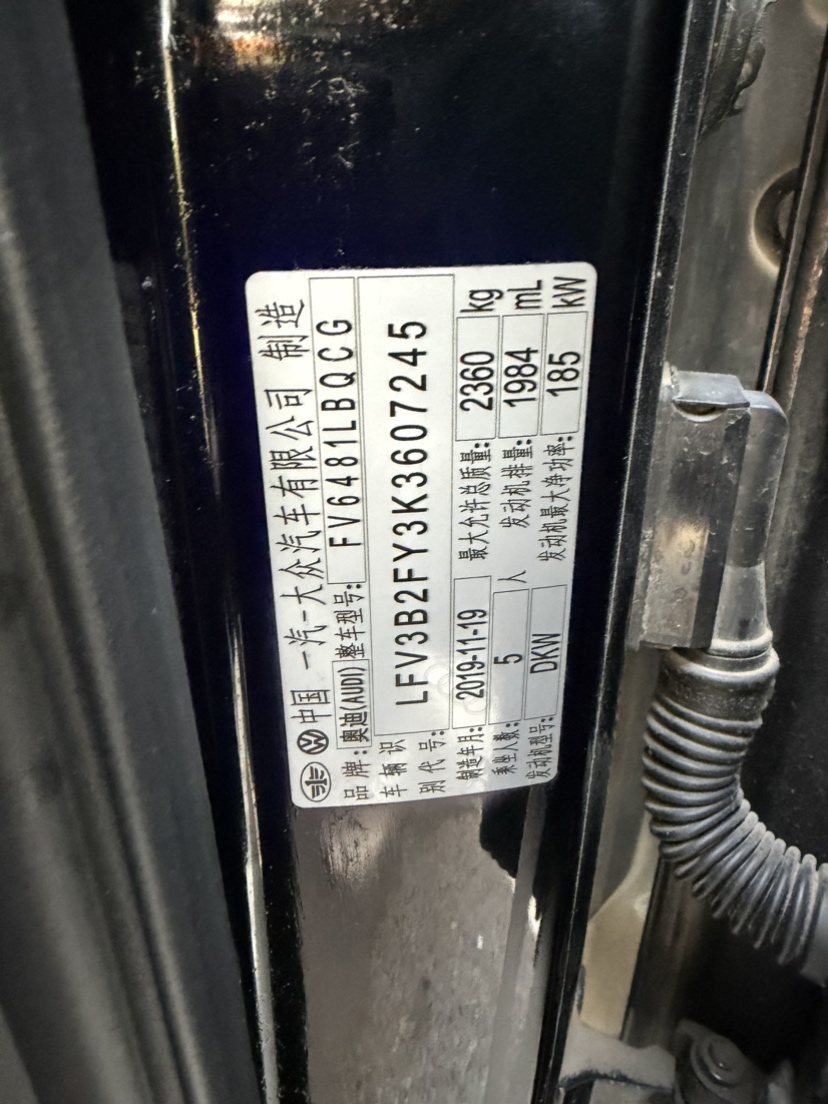 中国 一汽-大众汽车有限公司 制造
品牌: 奥迪(AUDI) 整车型号: FV6481LBQCG
车辆识别代号: LFV3B2FY3K3607245
制造年月: 2019-11-19 最大允许总质量: 2360 kg
乘坐人数: 5 人 发动机排量: 1984 mL
发动机型号: DKW 发动机最大净功率: 185 KW